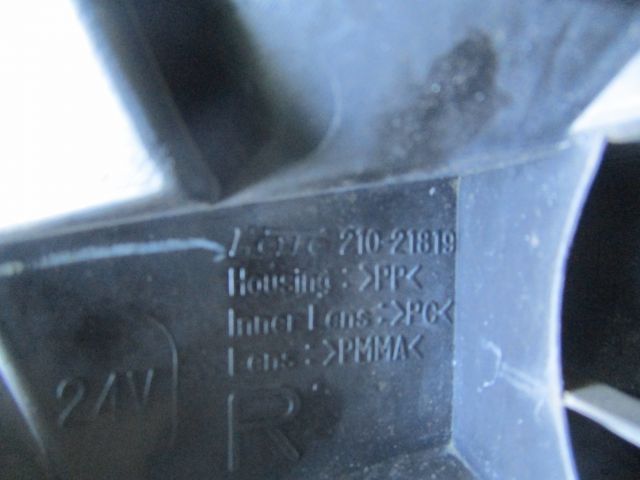 210-21819
Housing:>PP<
Inner Lens:>PC<
Lens:>PMMA<
24V
R